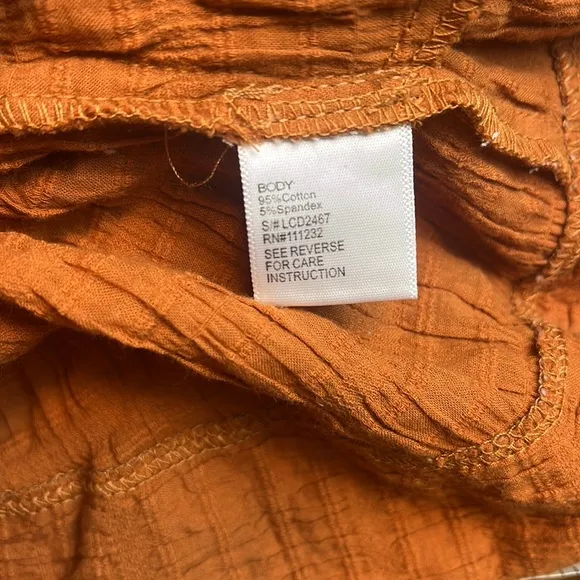 BODY
95%Cotton
5%Spandex
S/#LCD2467
RN#111232
SEE REVERSE
FOR CARE
INSTRUCTION